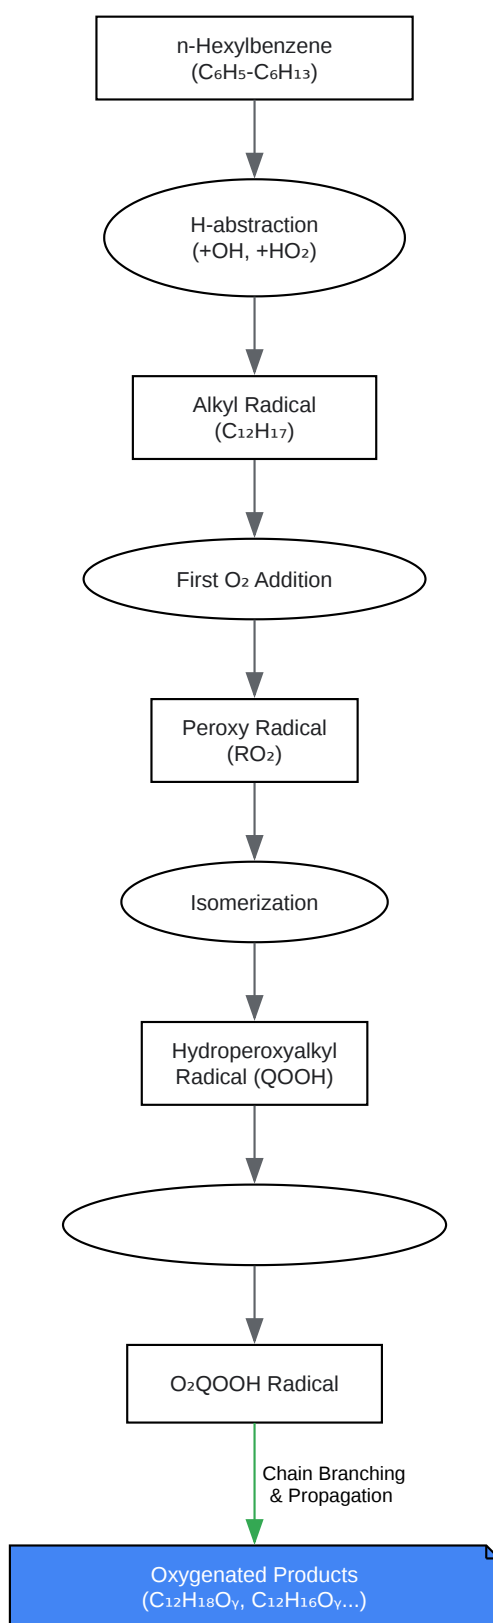 n-Hexylbenzene
(C₆H₅-C₆H₁₃)
H-abstraction
(+OH, +HO₂)
Alkyl Radical
(C₁₂H₁₇)
First O₂ Addition
Peroxy Radical
(RO₂)
Isomerization
Hydroperoxyalkyl
Radical (QOOH)
O₂QOOH Radical
Chain Branching
& Propagation
Oxygenated Products
(C₁₂H₁₈Oᵧ, C₁₂H₁₆Oᵧ...)